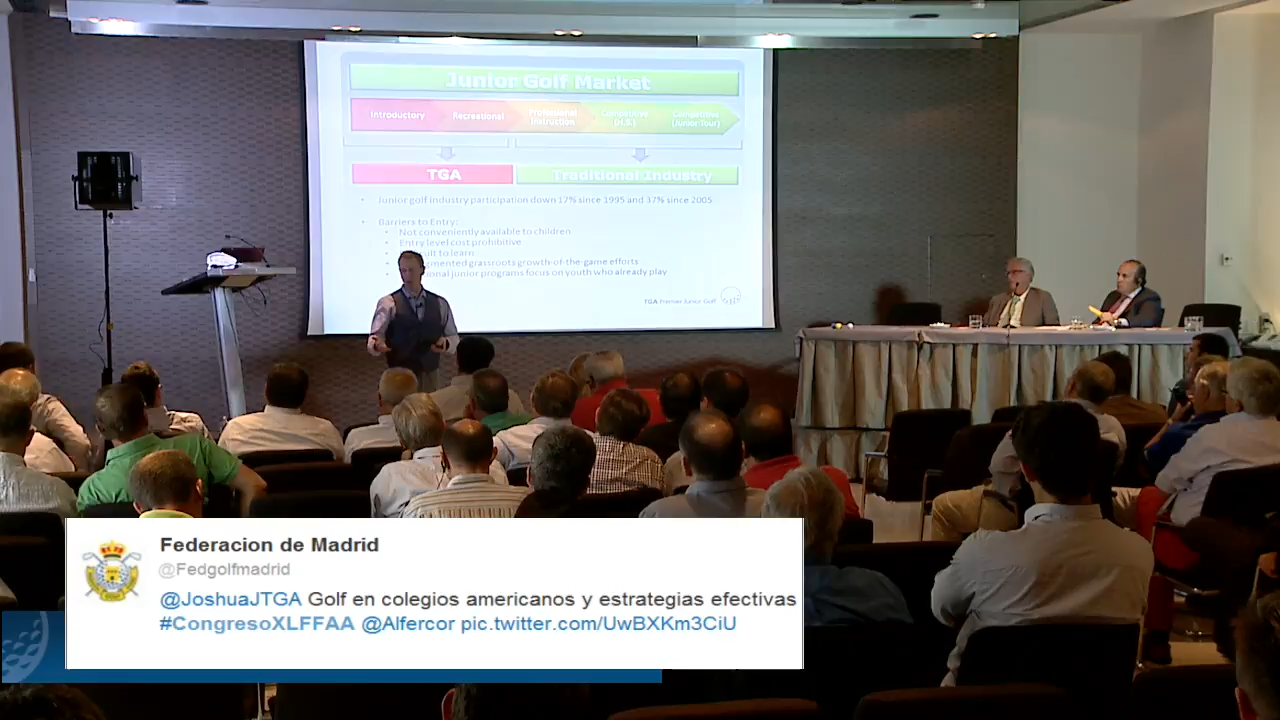 Junior Golf Market
Introductory
Recreational
Professional Instruction
Competitive (H.S.)
Competitive (Junior Tour)
TGA
Traditional Industry
Junior golf industry participation down 17% since 1995 and 37% since 2005
Barriers to Entry:
Not conveniently available to children
Entry level cost prohibitive
to learn
grassroots growth-of-the-game efforts
junior programs focus on youth who already play
TGA Premier Junior Golf
Federacion de Madrid
@Fedgolfmadrid
@JoshuaJTGA Golf en colegios americanos y estrategias efectivas
#CongresoXLFFAA @Alfercor pic.twitter.com/UwBXKm3CiU